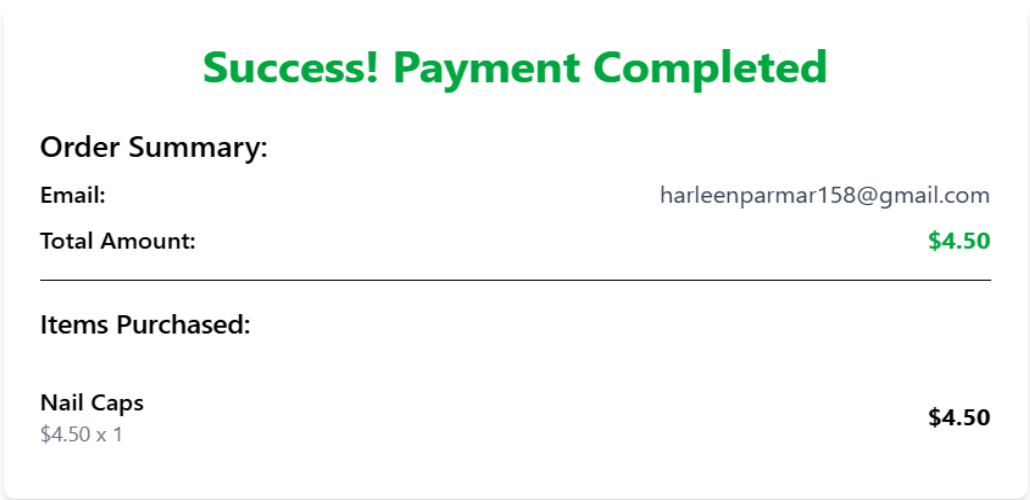 Success! Payment Completed
Order Summary:
Email: harleenparmar158@gmail.com
Total Amount: $4.50
Items Purchased:
Nail Caps
$4.50 x 1
$4.50